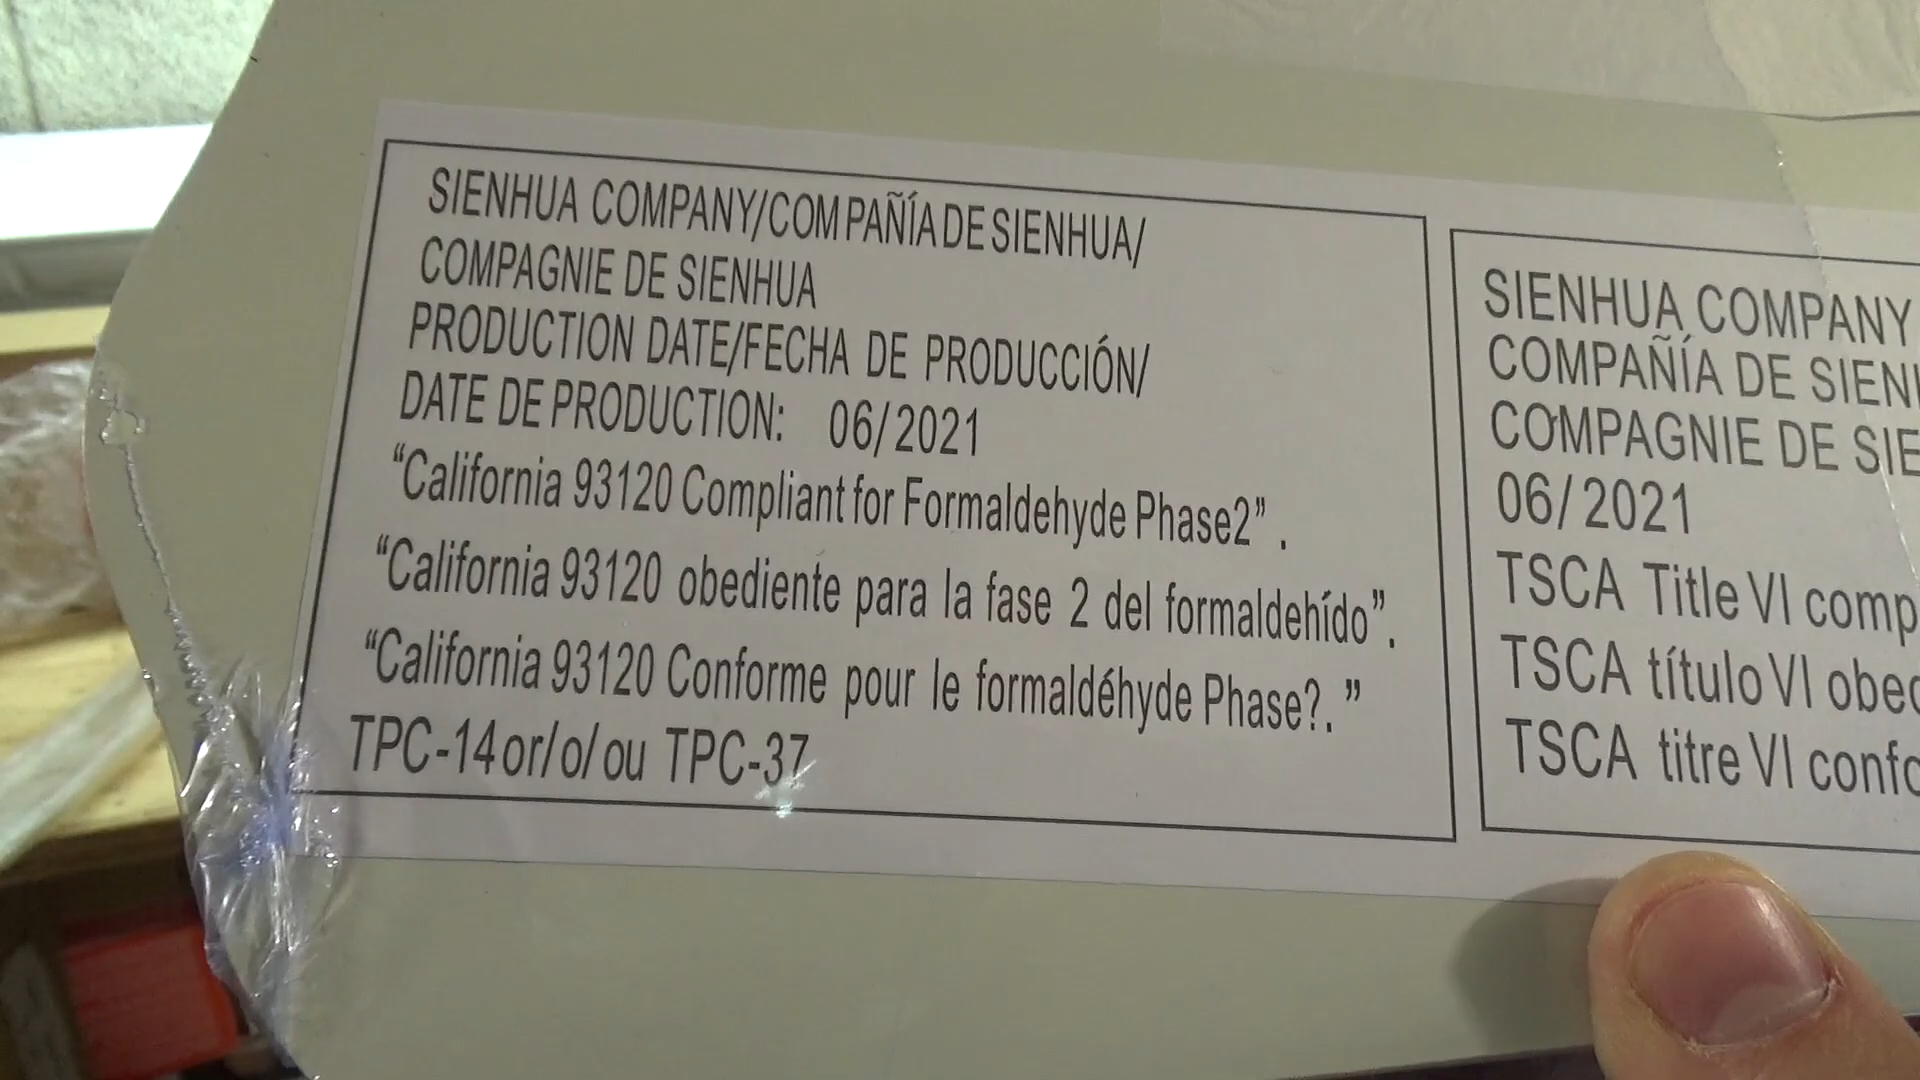 SIENHUA COMPANY/COMPAÑÍA DE SIENHUA/
COMPAGNIE DE SIENHUA
PRODUCTION DATE/FECHA DE PRODUCCIÓN/
DATE DE PRODUCTION: 06/2021
“California 93120 Compliant for Formaldehyde Phase2”.
“California 93120 obediente para la fase 2 del formaldehído”.
“California 93120 Conforme pour le formaldéhyde Phase?.”
TPC-14 or/o/ou TPC-37
SIENHUA COMPANY
COMPAÑÍA DE
COMPAGNIE DE
06/2021
TSCA Title VI
TSCA título VI
TSCA titre VI